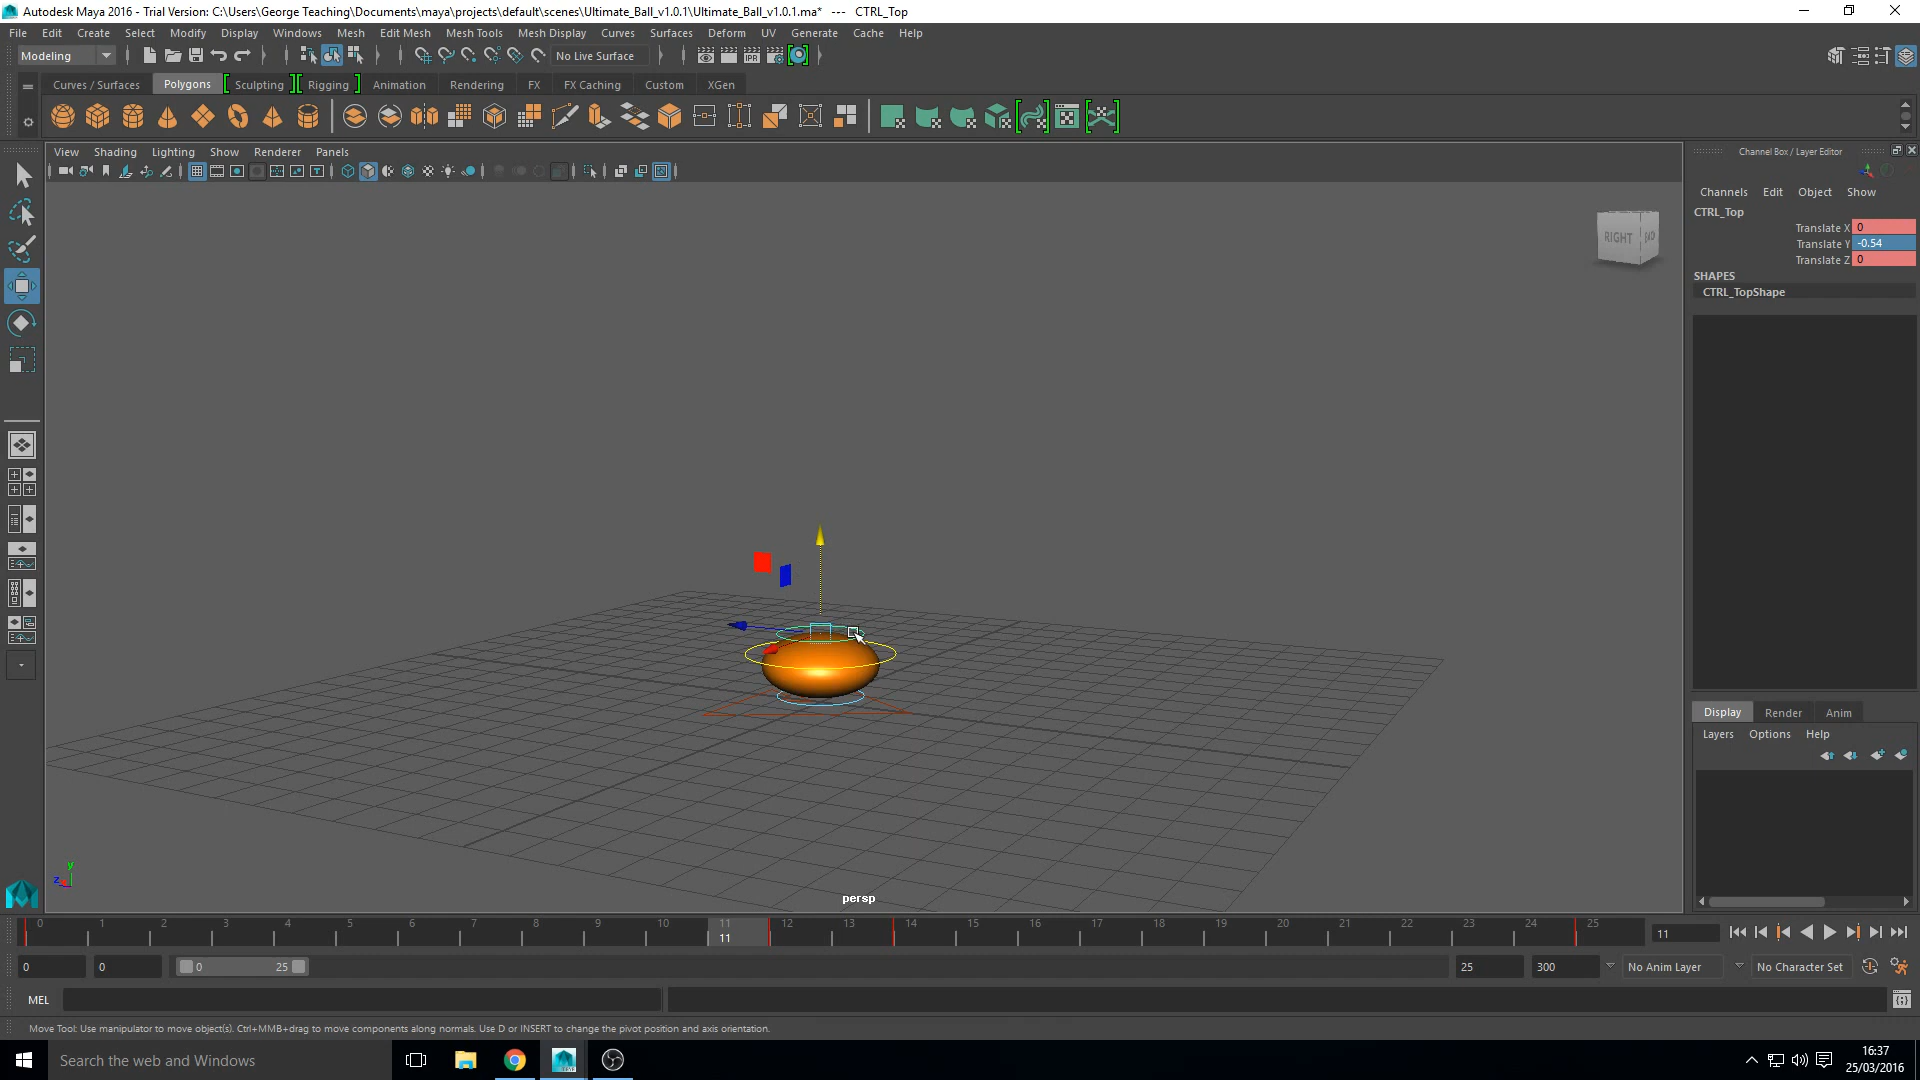 Autodesk Maya 2016 - Trial Version: C:\Users\George Teaching\Documents\maya\projects\default\scenes\Ultimate_Ball_v1.0.1\Ultimate_Ball_v1.0.1.ma* --- CTRL_Top
File Edit Create Select Modify Display Windows Mesh Edit Mesh Mesh Tools Mesh Display Curves Surfaces Deform UV Generate Cache Help
Modeling No Live Surface IPR
Curves / Surfaces Polygons Sculpting Rigging Animation Rendering FX FX Caching Custom XGen
View Shading Lighting Show Renderer Panels
Channel Box / Layer Editor
Channels Edit Object Show
CTRL_Top
Translate X 0
Translate Y -0.54
Translate Z 0
SHAPES
CTRL_TopShape
RIGHT
Display Render Anim
Layers Options Help
y
z
persp
0 1 2 3 4 5 6 7 8 9 10 11 12 13 14 15 16 17 18 19 20 21 22 23 24 25
11 11
0 0 0 25 25 300 No Anim Layer No Character Set
MEL
Move Tool: Use manipulator to move object(s). Ctrl+MMB+drag to move components along normals. Use D or INSERT to change the pivot position and axis orientation.
Search the web and Windows
16:37
25/03/2016